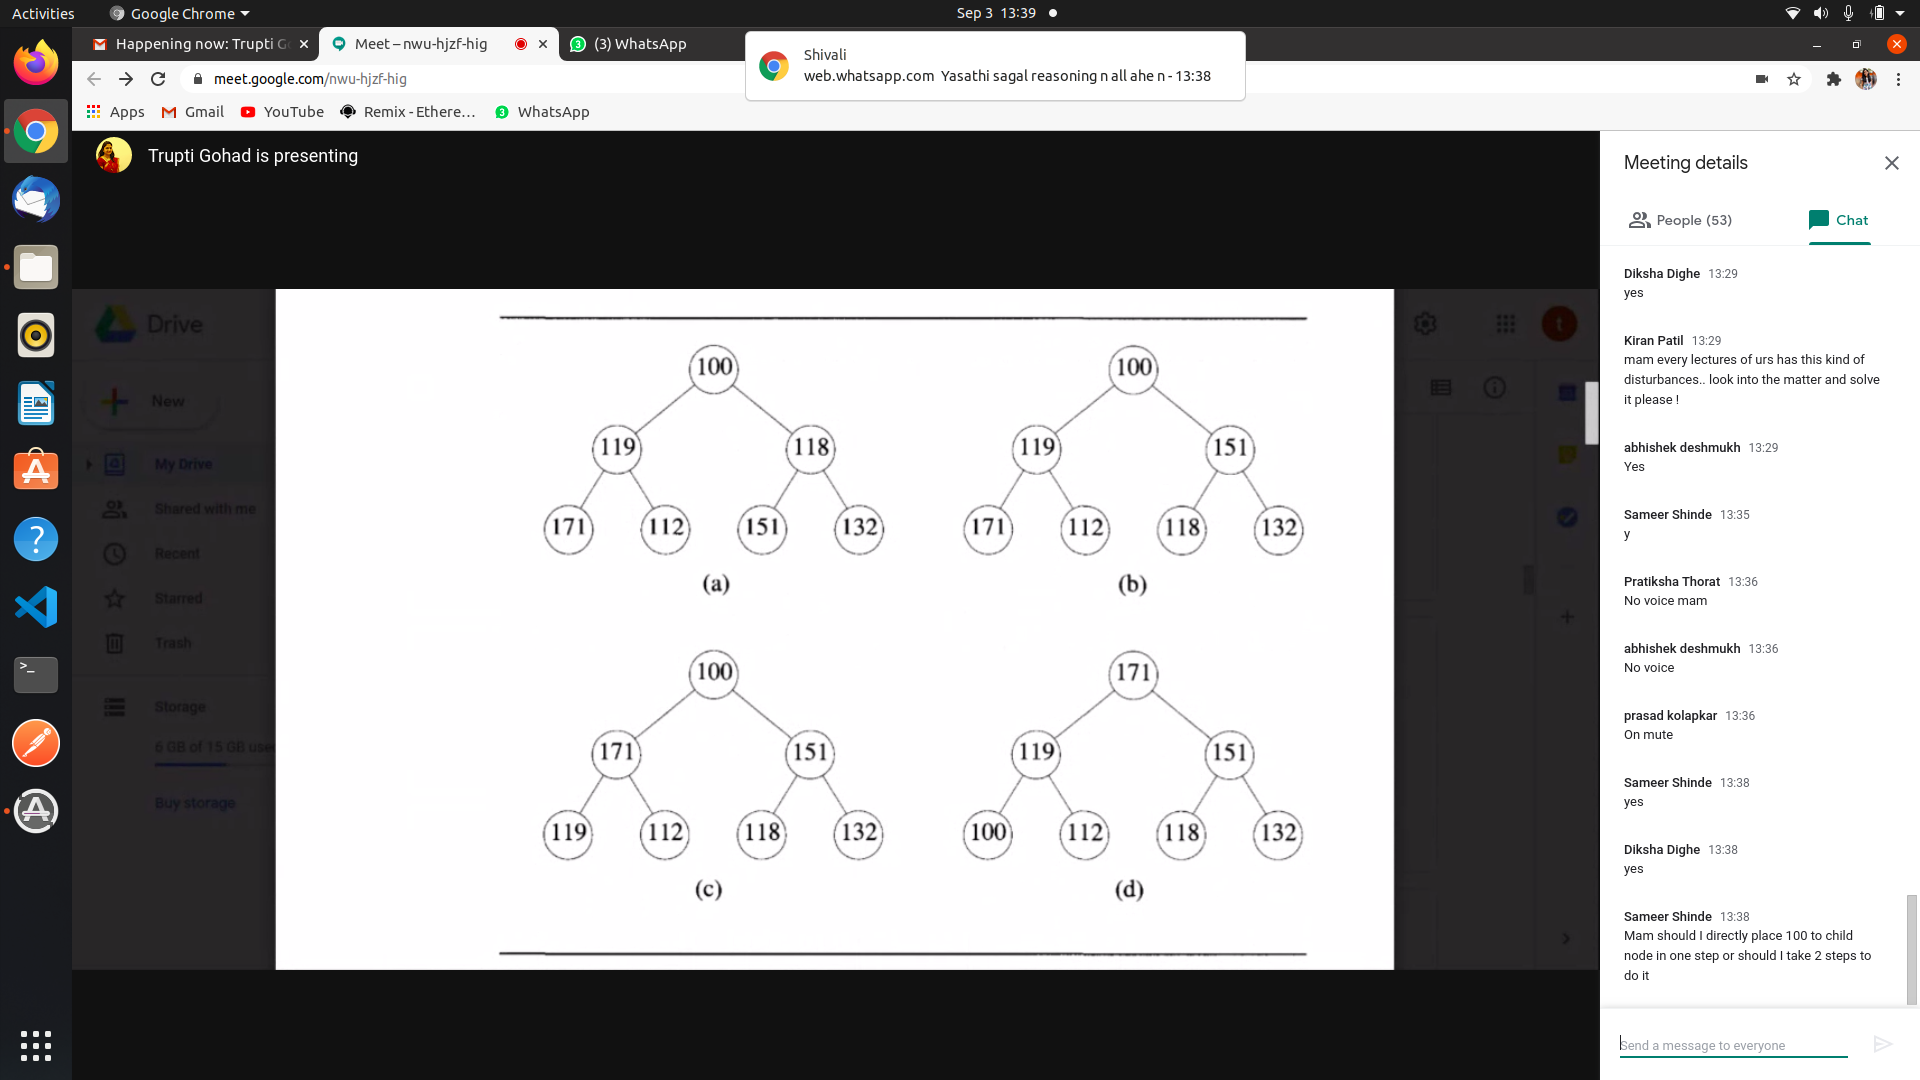 Activities
Google Chrome
Sep 3 13:39
Happening now: Trupti Go
Meet – nwu-hjzf-hig
(3) WhatsApp
Shivali
web.whatsapp.com Yasathi sagal reasoning n all ahe n - 13:38
meet.google.com/nwu-hjzf-hig
Apps
Gmail
YouTube
Remix - Ethere...
3
WhatsApp
Trupti Gohad is presenting
Drive
New
My Drive
Shared with me
Recent
Starred
Trash
Storage
6 GB of 15 GB used
Buy storage
t
100
119 118
171 112 151 132
(a)
100
119 151
171 112 118 132
(b)
100
171 151
119 112 118 132
(c)
171
119 151
100 112 118 132
(d)
Meeting details
People (53)
Chat
Diksha Dighe 13:29
yes
Kiran Patil 13:29
mam every lectures of urs has this kind of
disturbances.. look into the matter and solve
it please !
abhishek deshmukh 13:29
Yes
Sameer Shinde 13:35
y
Pratiksha Thorat 13:36
No voice mam
abhishek deshmukh 13:36
No voice
prasad kolapkar 13:36
On mute
Sameer Shinde 13:38
yes
Diksha Dighe 13:38
yes
Sameer Shinde 13:38
Mam should I directly place 100 to child
node in one step or should I take 2 steps to
do it
Send a message to everyone